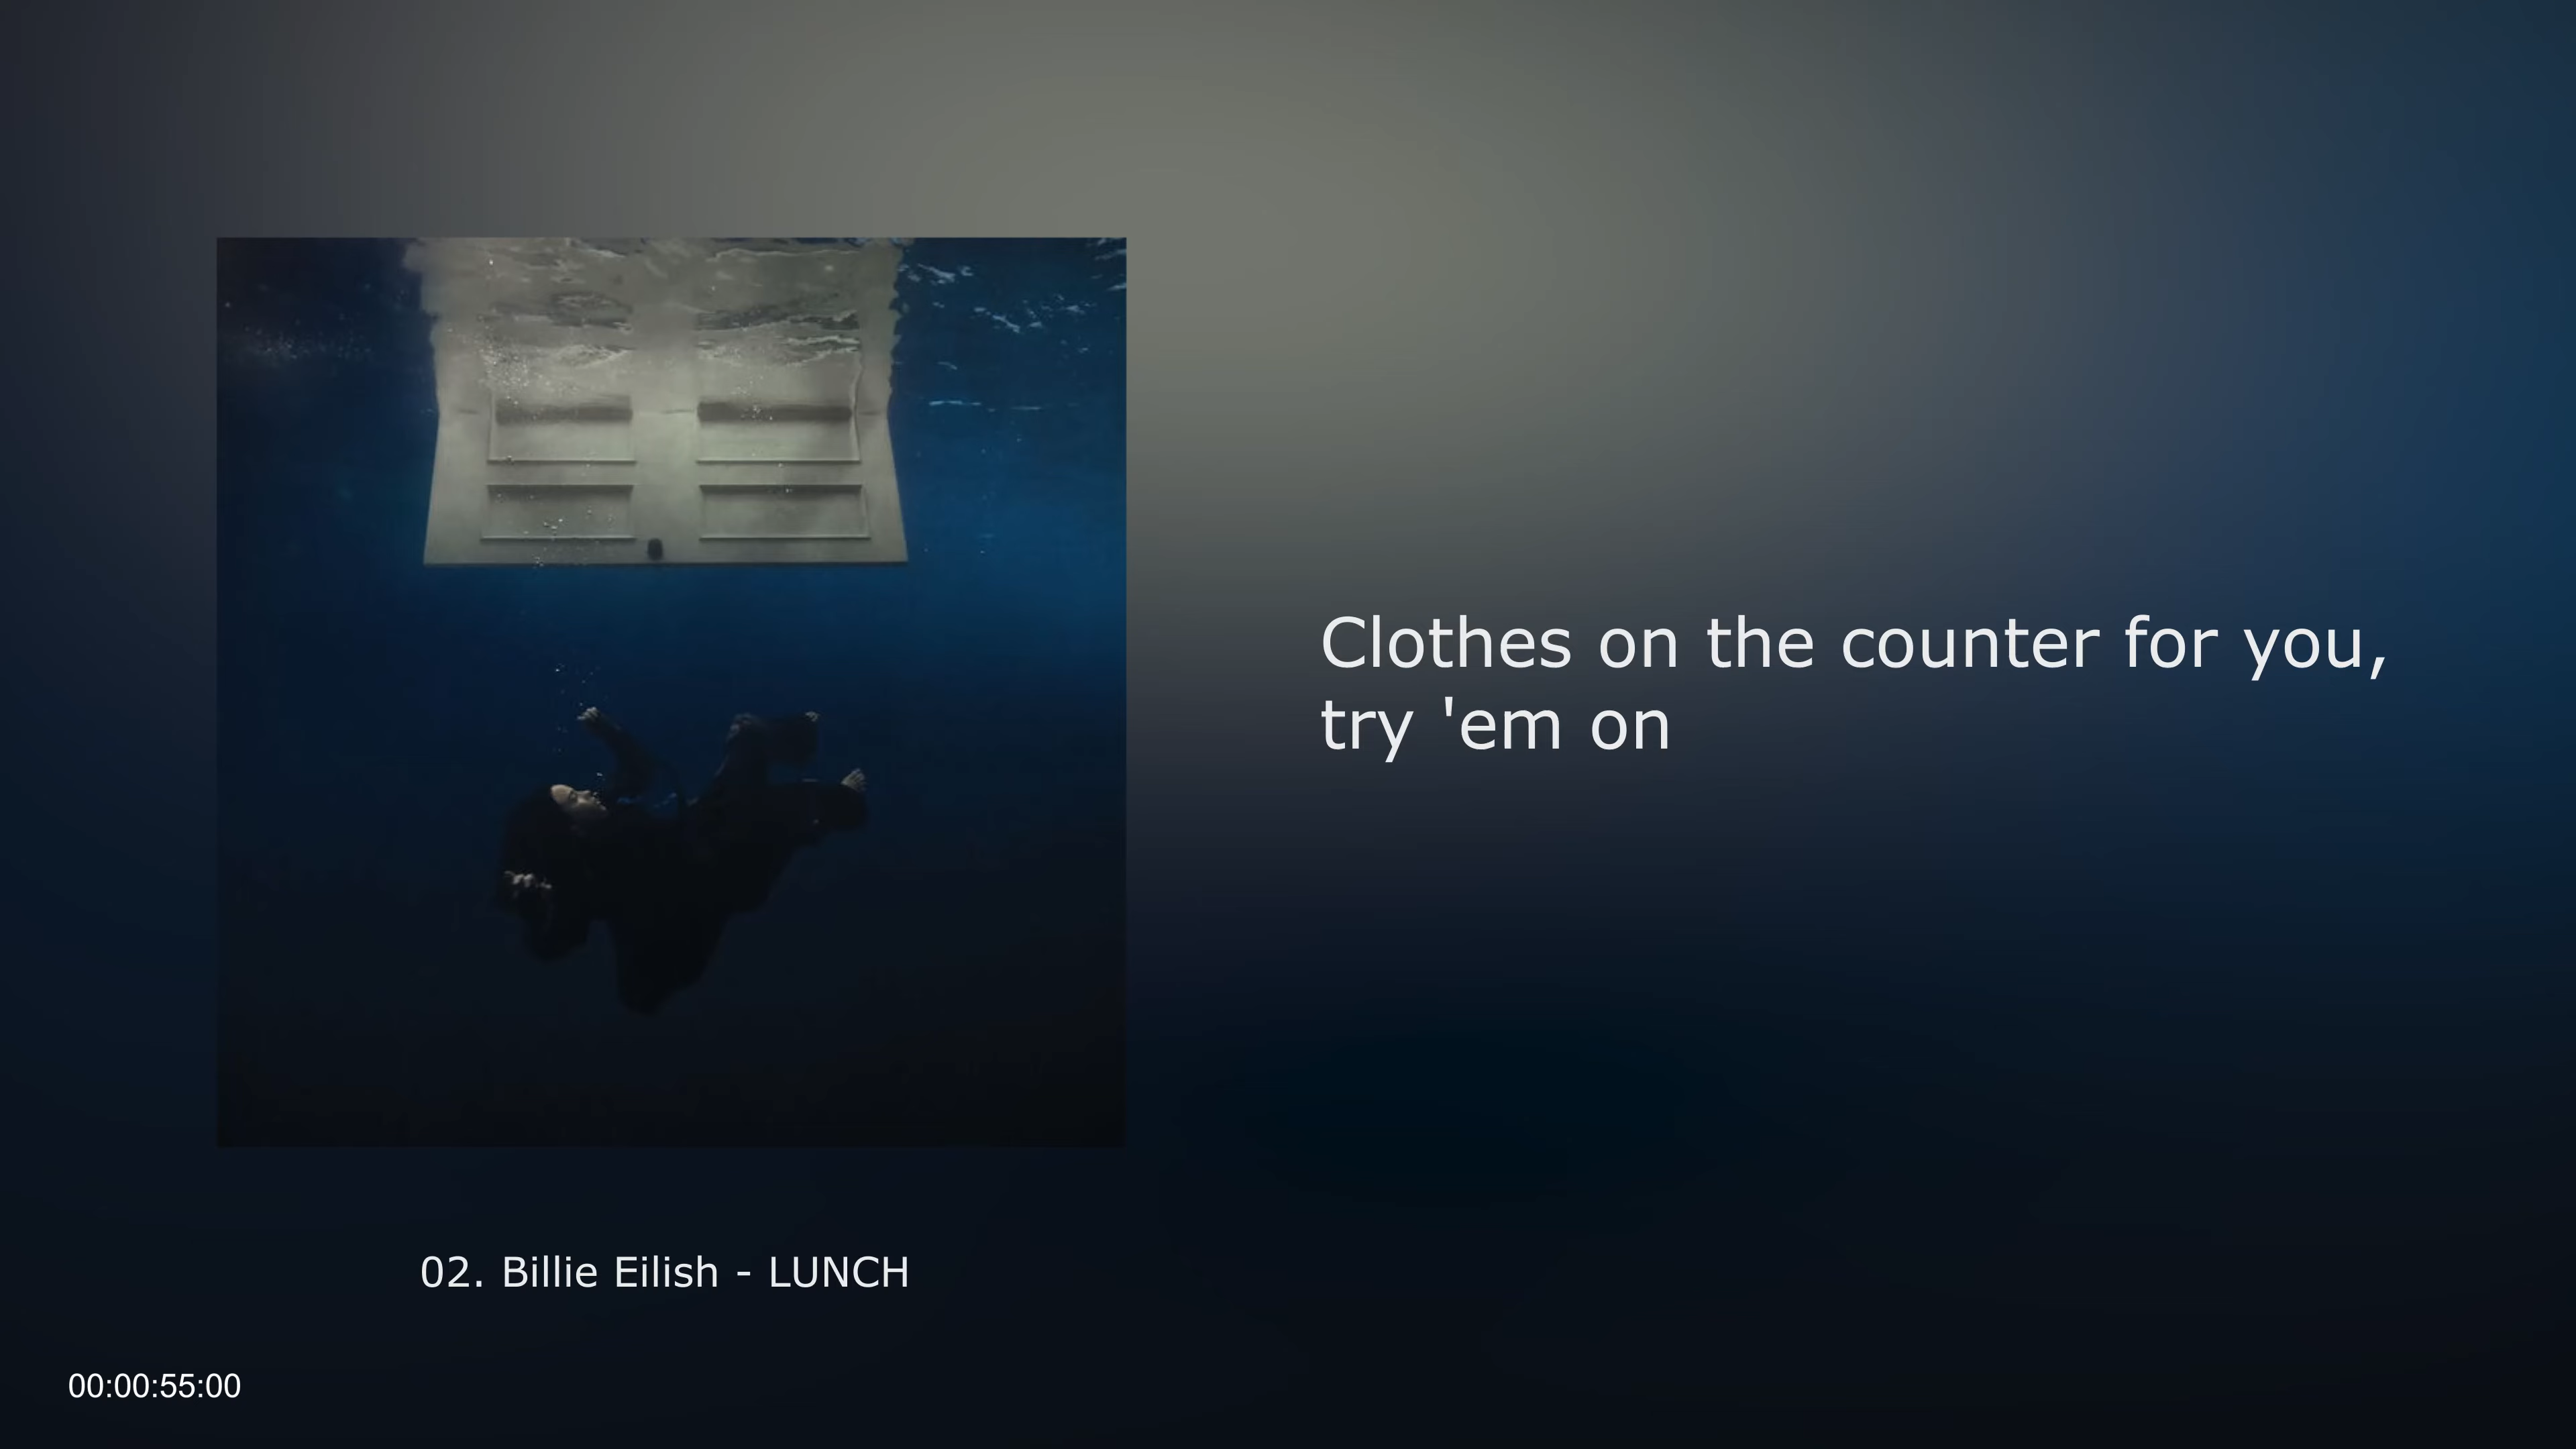 Clothes on the counter for you,
try 'em on
02. Billie Eilish - LUNCH
00:00:55:00